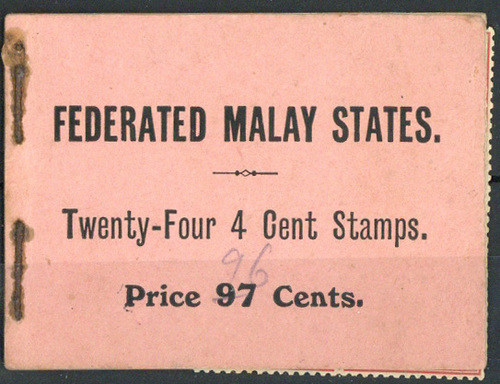 FEDERATED MALAY STATES.
Twenty-Four 4 Cent Stamps.
96
Price 97 Cents.